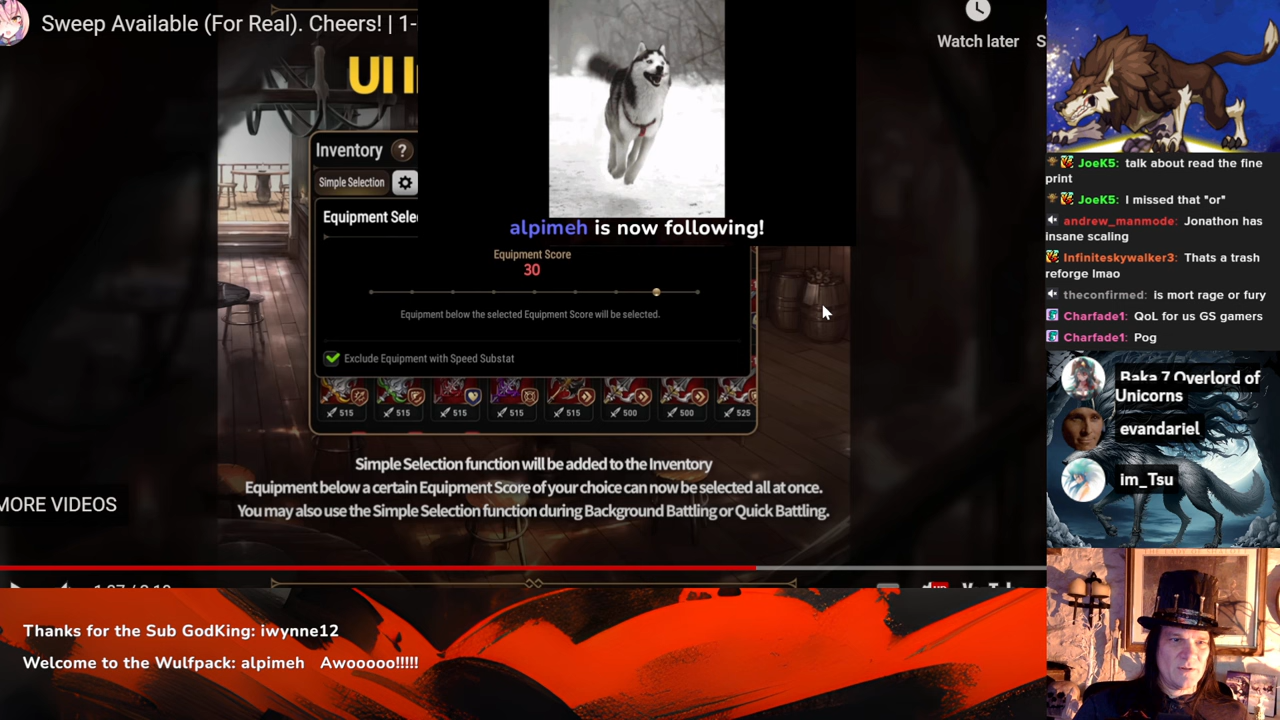 Sweep Available (For Real). Cheers! | 1-
Watch later
S
UI I
Inventory ?
Simple Selection
Equipment Sele
alpimeh is now following!
Equipment Score
30
Equipment below the selected Equipment Score will be selected.
Exclude Equipment with Speed Substat
515 515 515 515 515 500 500 525
Simple Selection function will be added to the Inventory
Equipment below a certain Equipment Score of your choice can now be selected all at once.
You may also use the Simple Selection function during Background Battling or Quick Battling.
MORE VIDEOS
Thanks for the Sub GodKing: iwynne12
Welcome to the Wulfpack: alpimeh Awooooo!!!!!
JoeK5: talk about read the fine
print
JoeK5: I missed that "or"
andrew_manmode: Jonathon has
insane scaling
Infiniteskywalker3: Thats a trash
reforge lmao
theconfirmed: is mort rage or fury
Charfade1: QoL for us GS gamers
Charfade1: Pog
Baka 7 Overlord of
Unicorns
evandariel
im_Tsu